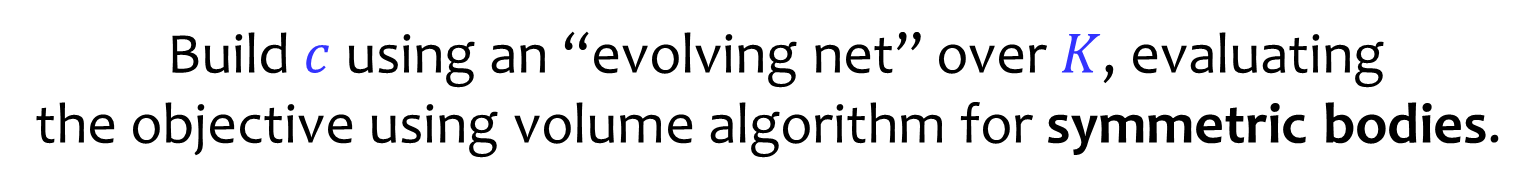 Build c using an “evolving net” over K, evaluating
the objective using volume algorithm for symmetric bodies.